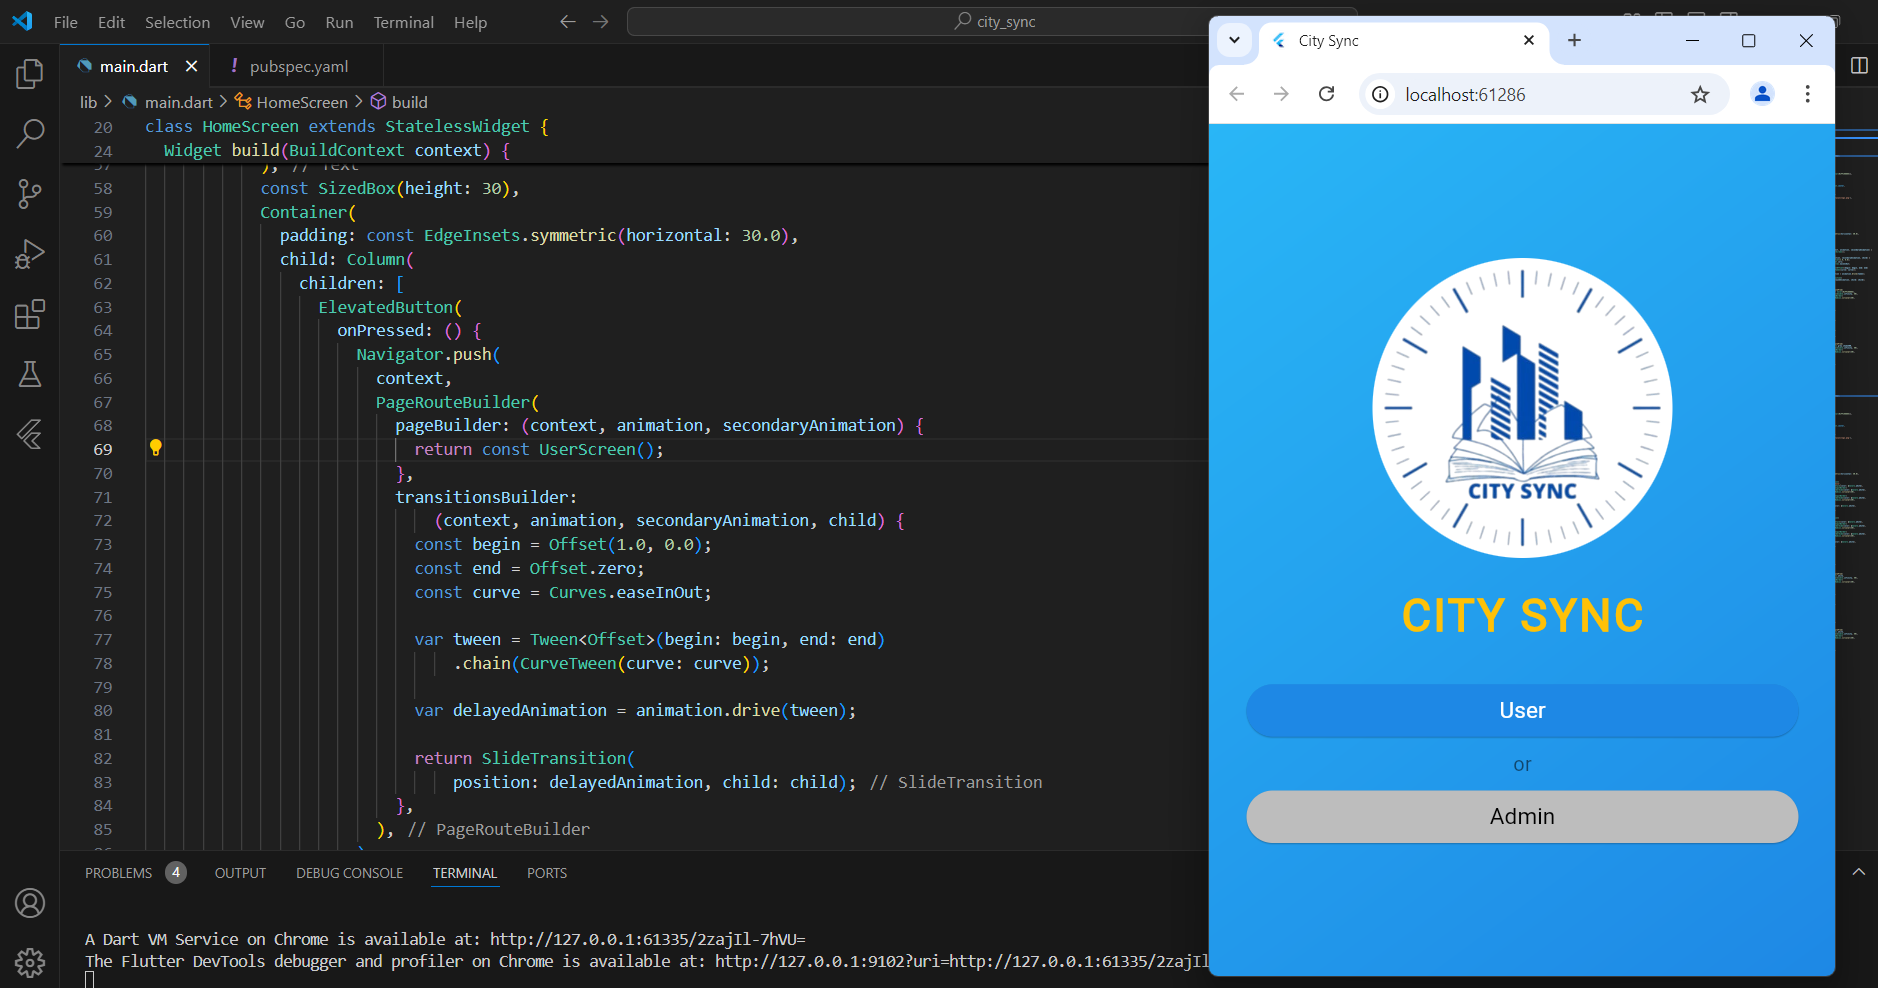 File Edit Selection View Go Run Terminal Help
city_sync
main.dart
! pubspec.yaml
lib > main.dart > HomeScreen > build
20 class HomeScreen extends StatelessWidget {
24 Widget build(BuildContext context) {
57 ), // Text
58 const SizedBox(height: 30),
59 Container(
60 padding: const EdgeInsets.symmetric(horizontal: 30.0),
61 child: Column(
62 children: [
63 ElevatedButton(
64 onPressed: () {
65 Navigator.push(
66 context,
67 PageRouteBuilder(
68 pageBuilder: (context, animation, secondaryAnimation) {
69 return const UserScreen();
70 },
71 transitionsBuilder:
72 (context, animation, secondaryAnimation, child) {
73 const begin = Offset(1.0, 0.0);
74 const end = Offset.zero;
75 const curve = Curves.easeInOut;
76
77 var tween = Tween<Offset>(begin: begin, end: end)
78 .chain(CurveTween(curve: curve));
79
80 var delayedAnimation = animation.drive(tween);
81
82 return SlideTransition(
83 position: delayedAnimation, child: child); // SlideTransition
84 },
85 ), // PageRouteBuilder
PROBLEMS 4 OUTPUT DEBUG CONSOLE TERMINAL PORTS
A Dart VM Service on Chrome is available at: http://127.0.0.1:61335/2zajIl-7hVU=
The Flutter DevTools debugger and profiler on Chrome is available at: http://127.0.0.1:9102?uri=http://127.0.0.1:61335/2zajIl
City Sync
localhost:61286
CITY SYNC
CITY SYNC
User
or
Admin